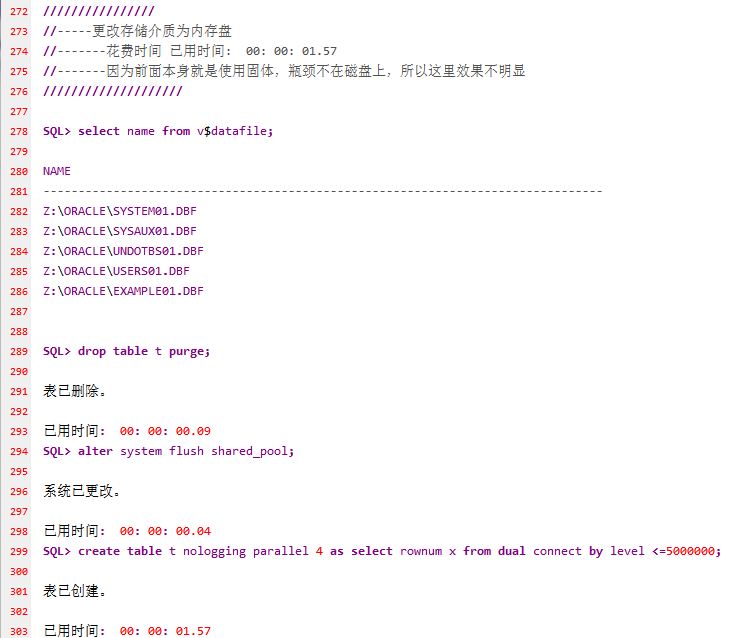 272 ////////////////
273 //-----更改存储介质为内存盘
274 //-------花费时间 已用时间:  00: 00: 01.57
275 //-------因为前面本身就是使用固体，瓶颈不在磁盘上，所以这里效果不明显
276 ////////////////////
277
278 SQL> select name from v$datafile;
279
280 NAME
281 --------------------------------------------------------------------------------
282 Z:\ORACLE\SYSTEM01.DBF
283 Z:\ORACLE\SYSAUX01.DBF
284 Z:\ORACLE\UNDOTBS01.DBF
285 Z:\ORACLE\USERS01.DBF
286 Z:\ORACLE\EXAMPLE01.DBF
287
288
289 SQL> drop table t purge;
290
291 表已删除。
292
293 已用时间:  00: 00: 00.09
294 SQL> alter system flush shared_pool;
295
296 系统已更改。
297
298 已用时间:  00: 00: 00.04
299 SQL> create table t nologging parallel 4 as select rownum x from dual connect by level <=5000000;
300
301 表已创建。
302
303 已用时间:  00: 00: 01.57